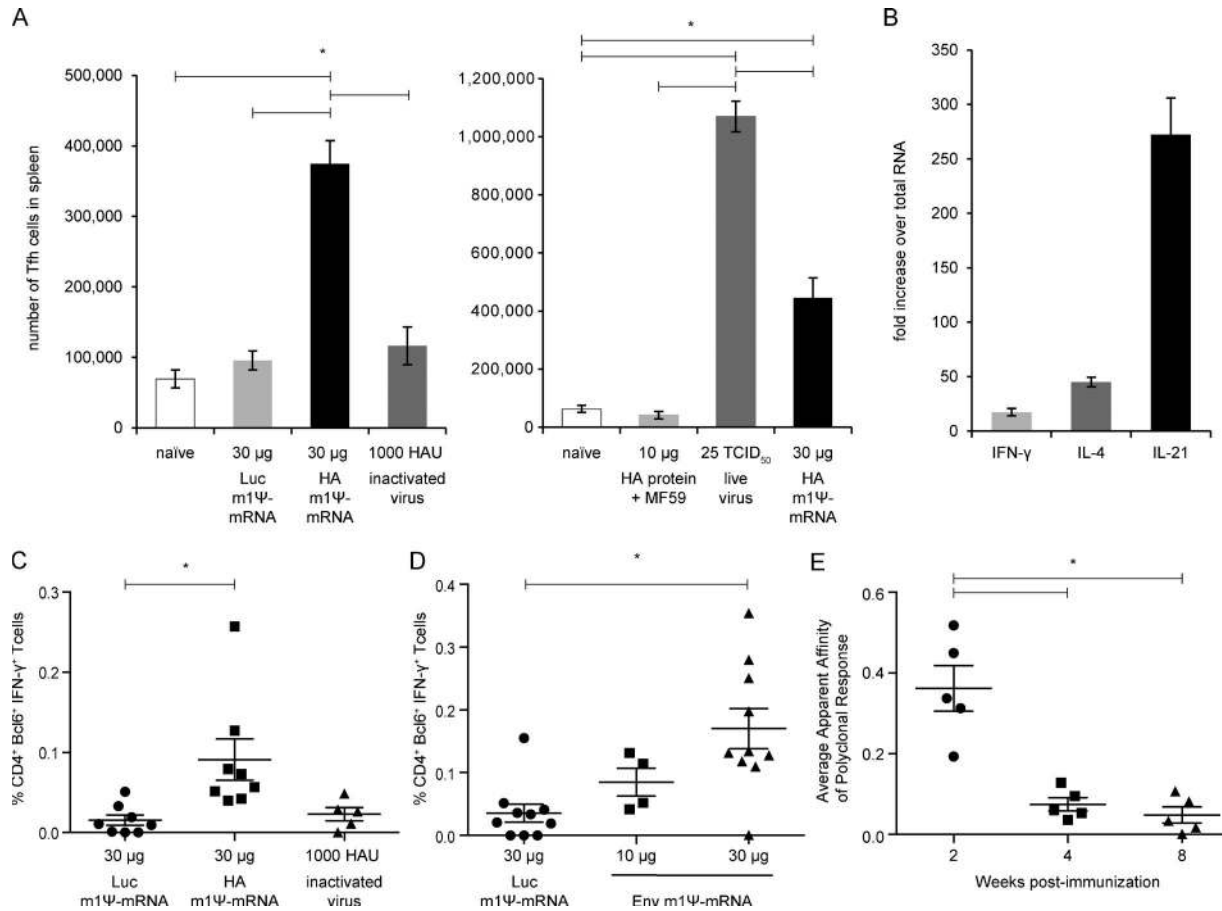 A
number of Tfh cells in spleen
500,000
400,000
300,000
200,000
100,000
0
*
naïve
30 µg
Luc
m1Ψ-
mRNA
30 µg
HA
m1Ψ-
mRNA
1000 HAU
inactivated
virus
1,200,000
1,000,000
800,000
600,000
400,000
200,000
0
*
naïve
10 µg
HA protein
+ MF59
25 TCID50
live
virus
30 µg
HA
m1Ψ-
mRNA
B
fold increase over total RNA
350
300
250
200
150
100
50
0
IFN-γ
IL-4
IL-21
C
% CD4+ Bcl6+ IFN-γ+ Tcells
0.3
0.2
0.1
0.0
*
30 µg
Luc
m1Ψ-mRNA
30 µg
HA
m1Ψ-mRNA
1000 HAU
inactivated
virus
D
% CD4+ Bcl6+ IFN-γ+ Tcells
0.4
0.3
0.2
0.1
0.0
*
30 µg
Luc
m1Ψ-mRNA
10 µg
30 µg
Env m1Ψ-mRNA
E
Average Apparent Affinity
of Polyclonal Response
0.6
0.4
0.2
0.0
*
2
4
8
Weeks post-immunization